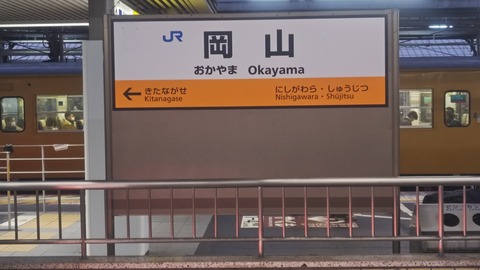 JR 岡山
おかやま Okayama
← きたながせ にしがわら・しゅうじつ
Kitanagase Nishigawara・Shūjitsu